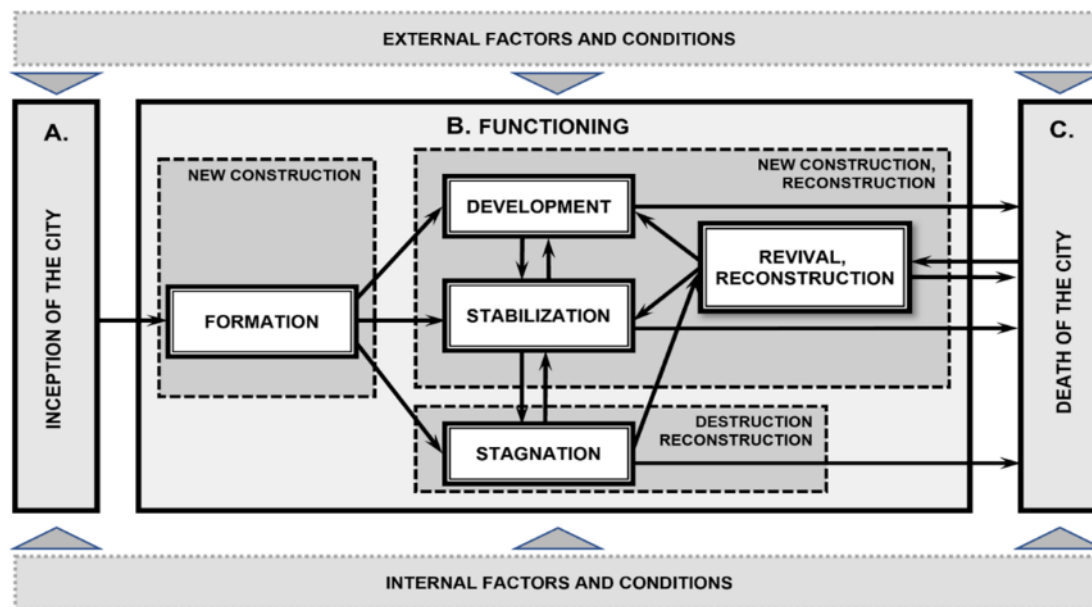 EXTERNAL FACTORS AND CONDITIONS
A.
INCEPTION OF THE CITY
B. FUNCTIONING
NEW CONSTRUCTION
FORMATION
NEW CONSTRUCTION,
RECONSTRUCTION
DEVELOPMENT
REVIVAL,
RECONSTRUCTION
STABILIZATION
DESTRUCTION
RECONSTRUCTION
STAGNATION
C.
DEATH OF THE CITY
INTERNAL FACTORS AND CONDITIONS